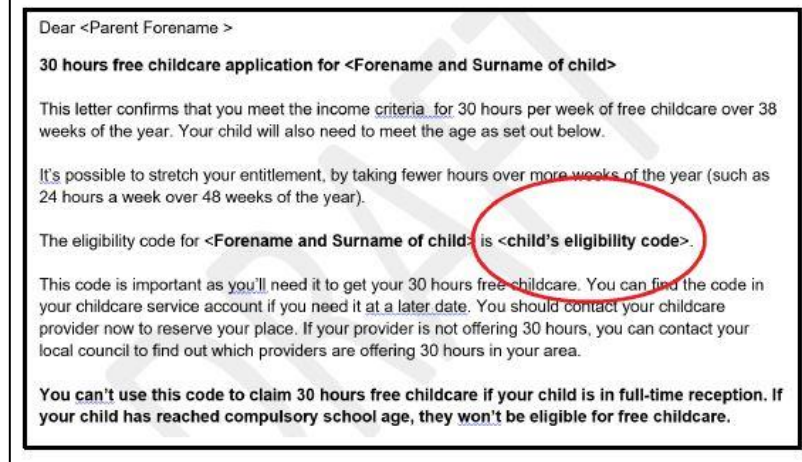 Dear <Parent Forename >
30 hours free childcare application for <Forename and Surname of child>
This letter confirms that you meet the income criteria  for 30 hours per week of free childcare over 38
weeks of the year. Your child will also need to meet the age as set out below.
It's possible to stretch your entitlement, by taking fewer hours over more weeks of the year (such as
24 hours a week over 48 weeks of the year).
The eligibility code for <Forename and Surname of child> is <child's eligibility code>.
This code is important as you'll need it to get your 30 hours free childcare. You can find the code in
your childcare service account if you need it at a later date. You should contact your childcare
provider now to reserve your place. If your provider is not offering 30 hours, you can contact your
local council to find out which providers are offering 30 hours in your area.
You can't use this code to claim 30 hours free childcare if your child is in full-time reception. If
your child has reached compulsory school age, they won't be eligible for free childcare.
DRAFT